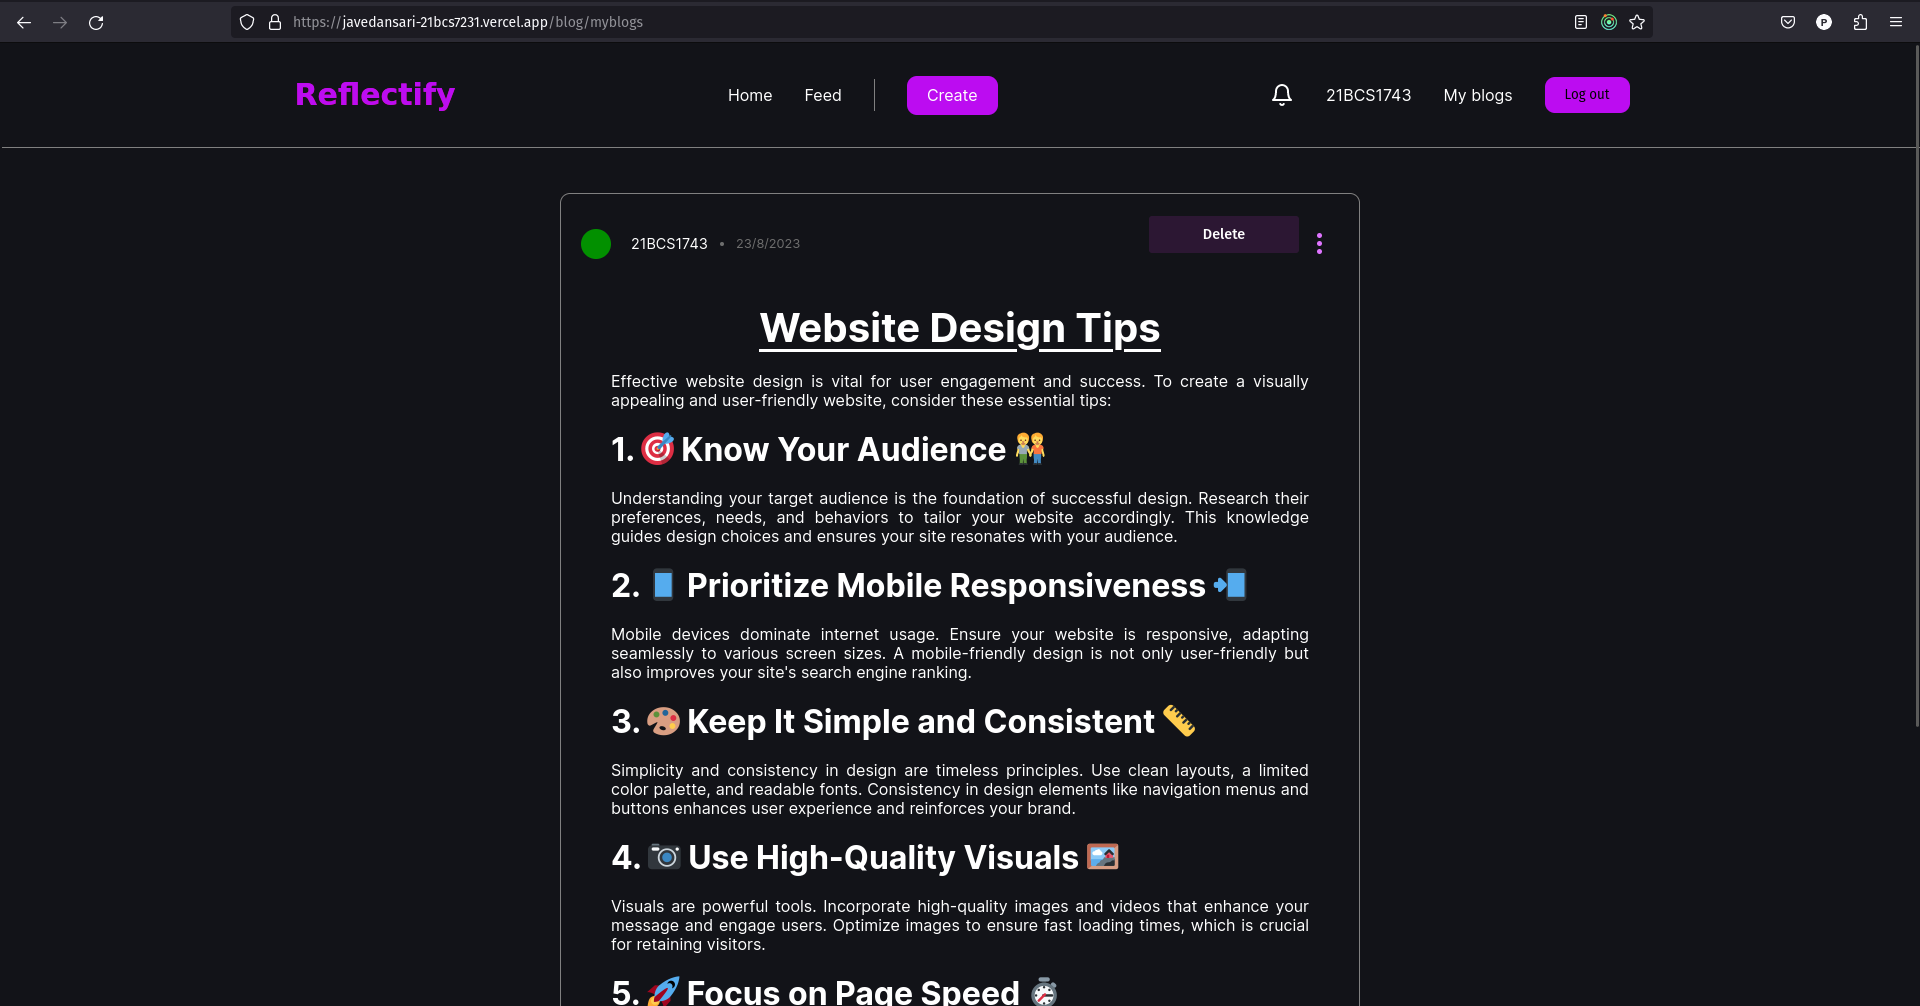 https://javedansari-21bcs7231.vercel.app/blog/myblogs
P
Reflectify
Home
Feed
Create
21BCS1743
My blogs
Log out
21BCS1743 • 23/8/2023
Delete
Website Design Tips
Effective website design is vital for user engagement and success. To create a visually
appealing and user-friendly website, consider these essential tips:
1. 🎯 Know Your Audience 🧑‍🤝‍🧑
Understanding your target audience is the foundation of successful design. Research their
preferences, needs, and behaviors to tailor your website accordingly. This knowledge
guides design choices and ensures your site resonates with your audience.
2. 📱 Prioritize Mobile Responsiveness 📲
Mobile devices dominate internet usage. Ensure your website is responsive, adapting
seamlessly to various screen sizes. A mobile-friendly design is not only user-friendly but
also improves your site's search engine ranking.
3. 🎨 Keep It Simple and Consistent 📏
Simplicity and consistency in design are timeless principles. Use clean layouts, a limited
color palette, and readable fonts. Consistency in design elements like navigation menus and
buttons enhances user experience and reinforces your brand.
4. 📷 Use High-Quality Visuals 🖼️
Visuals are powerful tools. Incorporate high-quality images and videos that enhance your
message and engage users. Optimize images to ensure fast loading times, which is crucial
for retaining visitors.
5. 🚀 Focus on Page Speed ⏱️